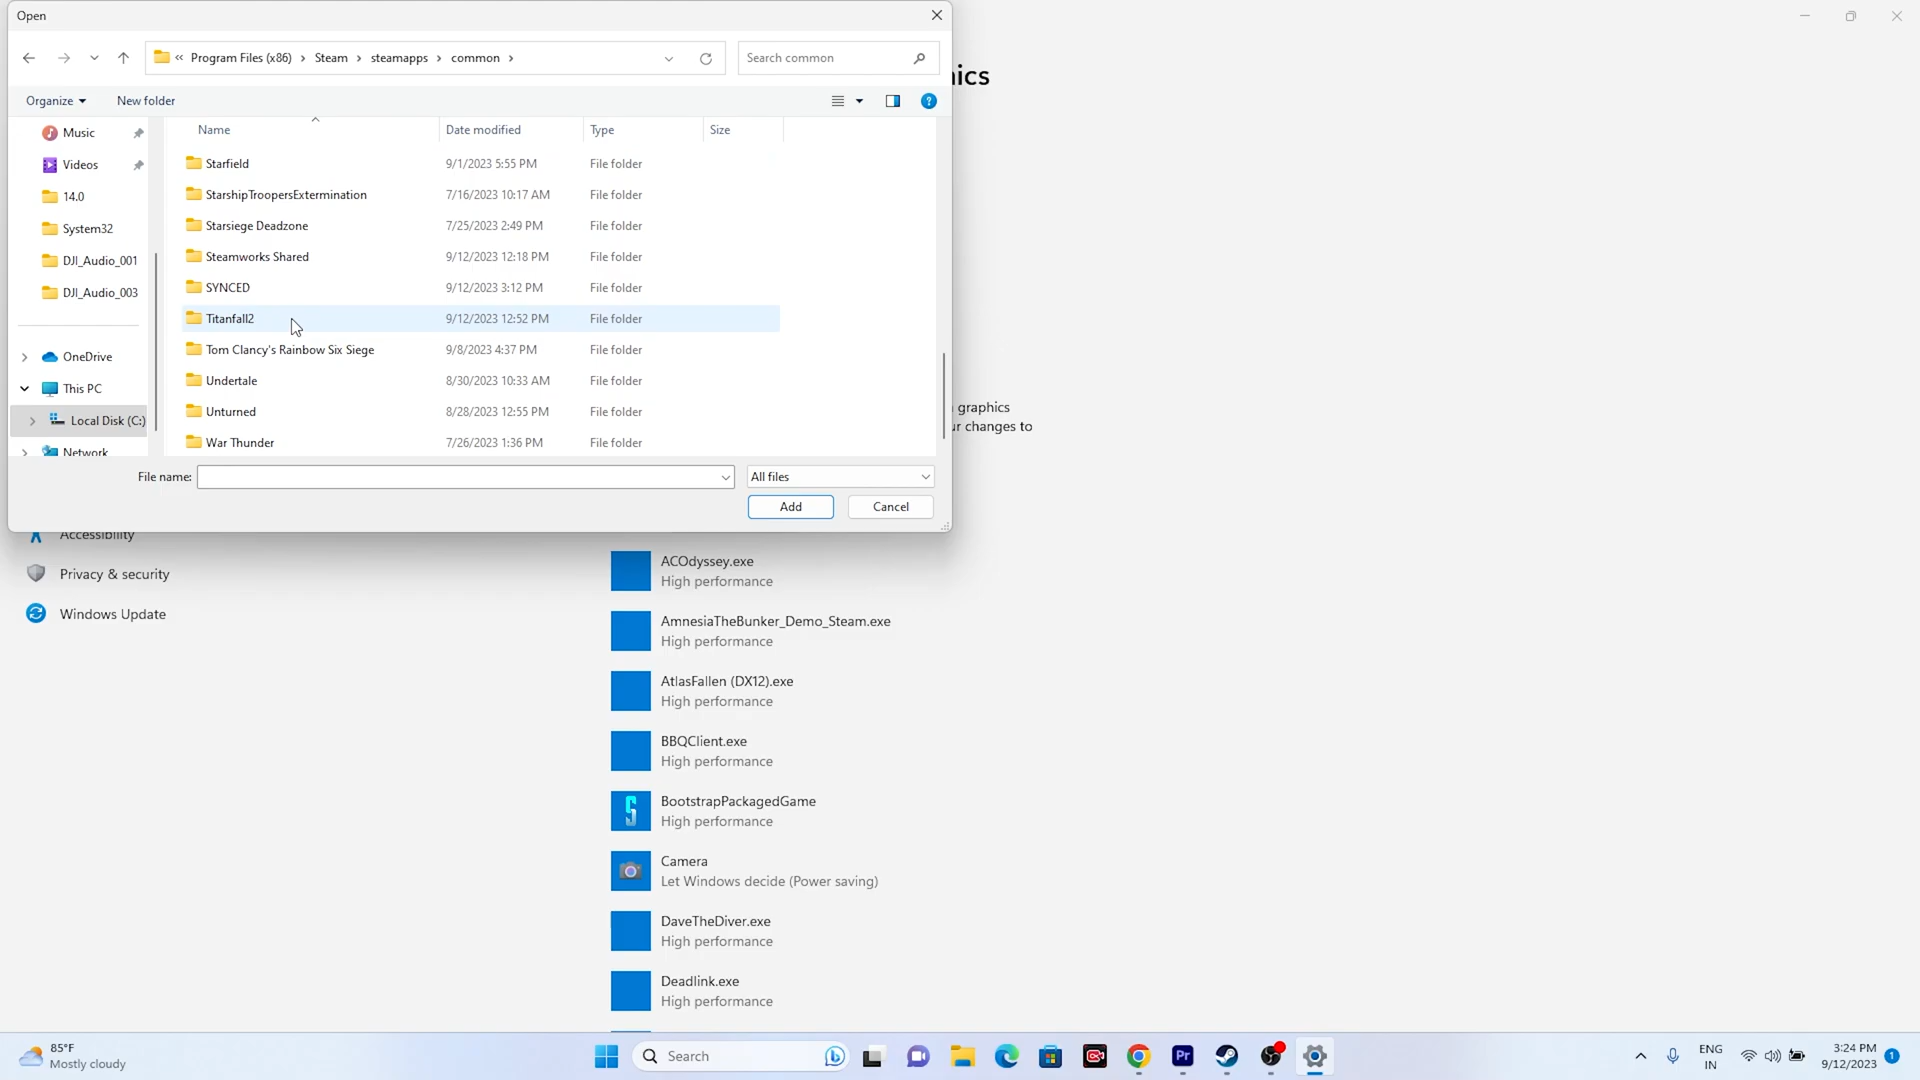 Open
« Program Files (x86) › Steam › steamapps › common ›
Search common
Organize
New folder
?
Name
Date modified
Type
Size
Music
Videos
14.0
System32
DJI_Audio_001
DJI_Audio_003
OneDrive
This PC
Local Disk (C:)
Network
Starfield 9/1/2023 5:55 PM File folder
StarshipTroopersExtermination 7/16/2023 10:17 AM File folder
Starsiege Deadzone 7/25/2023 2:49 PM File folder
Steamworks Shared 9/12/2023 12:18 PM File folder
SYNCED 9/12/2023 3:12 PM File folder
Titanfall2 9/12/2023 12:52 PM File folder
Tom Clancy's Rainbow Six Siege 9/8/2023 4:37 PM File folder
Undertale 8/30/2023 10:33 AM File folder
Unturned 8/28/2023 12:55 PM File folder
War Thunder 7/26/2023 1:36 PM File folder
File name:
All files
Add
Cancel
ics
graphics
ur changes to
Accessibility
Privacy & security
Windows Update
ACOdyssey.exe
High performance
AmnesiaTheBunker_Demo_Steam.exe
High performance
AtlasFallen (DX12).exe
High performance
BBQClient.exe
High performance
BootstrapPackagedGame
High performance
Camera
Let Windows decide (Power saving)
DaveTheDiver.exe
High performance
Deadlink.exe
High performance
85°F
Mostly cloudy
Search
Pr
ENG
IN
3:24 PM
9/12/2023
1